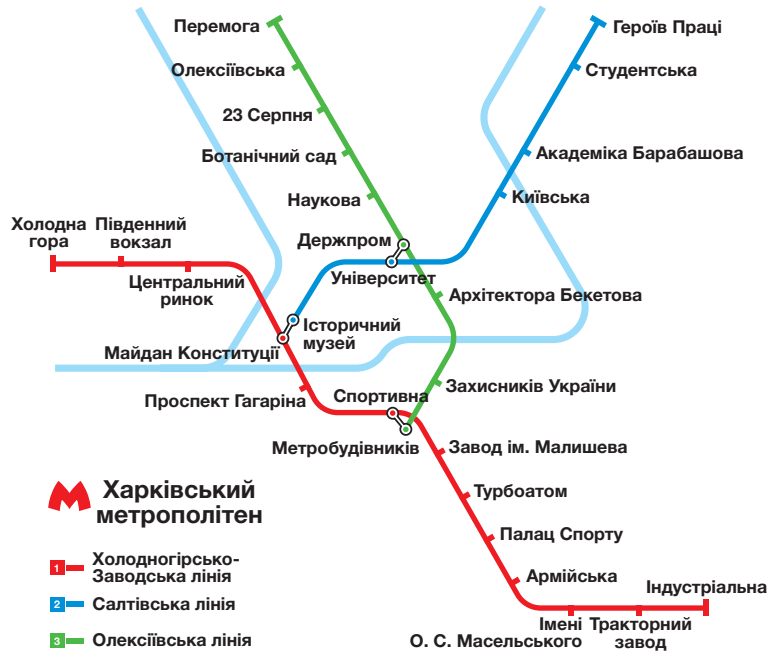 Перемога
Героїв Праці
Олексіївська
Студентська
23 Серпня
Ботанічний сад
Академіка Барабашова
Наукова
Київська
Холодна
гора
Південний
вокзал
Держпром
Центральний
ринок
Університет
Архітектора Бекетова
Історичний
музей
Майдан Конституції
Проспект Гагаріна
Спортивна
Захисників України
Метробудівників
Завод ім. Малишева
Турбоатом
Палац Спорту
Армійська
Індустріальна
Імені
О. С. Масельського
Тракторний
завод
Харківський
метрополітен
1 Холодногірсько-
Заводська лінія
2 Салтівська лінія
3 Олексіївська лінія